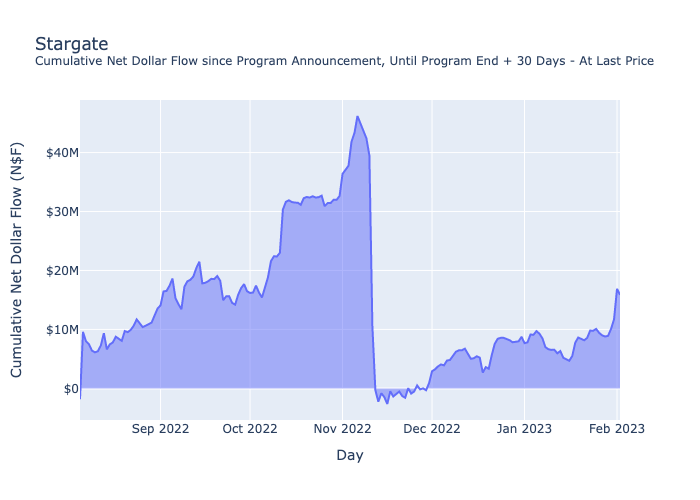 Stargate
Cumulative Net Dollar Flow since Program Announcement, Until Program End + 30 Days - At Last Price
Cumulative Net Dollar Flow (N$F)
$40M
$30M
$20M
$10M
$0
Sep 2022
Oct 2022
Nov 2022
Dec 2022
Jan 2023
Feb 2023
Day